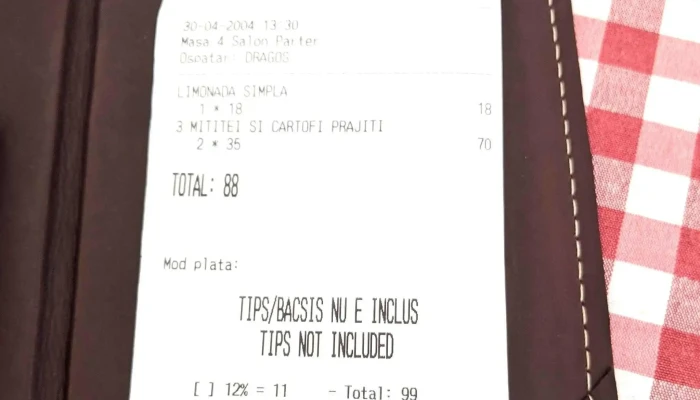 30-04-2004 13:30
Masa 4 Salon Parter
Ospatar: DRAGOS
LIMONADA SIMPLA
1 * 18 18
3 MITITEI SI CARTOFI PRAJITI
2 * 35 70
TOTAL: 88
Mod plata:
TIPS/BACSIS NU E INCLUS
TIPS NOT INCLUDED
[ ] 12% = 11 - Total: 99